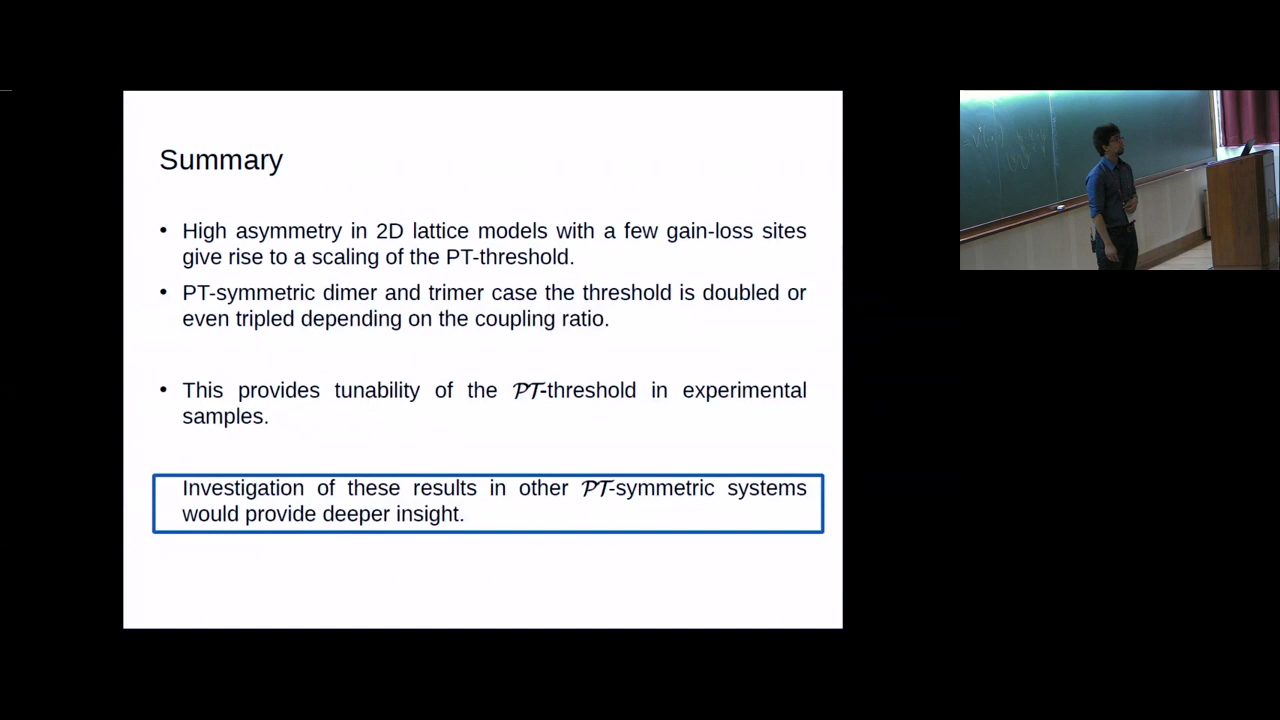 Summary
• High asymmetry in 2D lattice models with a few gain-loss sites
give rise to a scaling of the PT-threshold.
• PT-symmetric dimer and trimer case the threshold is doubled or
even tripled depending on the coupling ratio.
• This provides tunability of the 𝒫𝒯-threshold in experimental
samples.
Investigation of these results in other 𝒫𝒯-symmetric systems
would provide deeper insight.